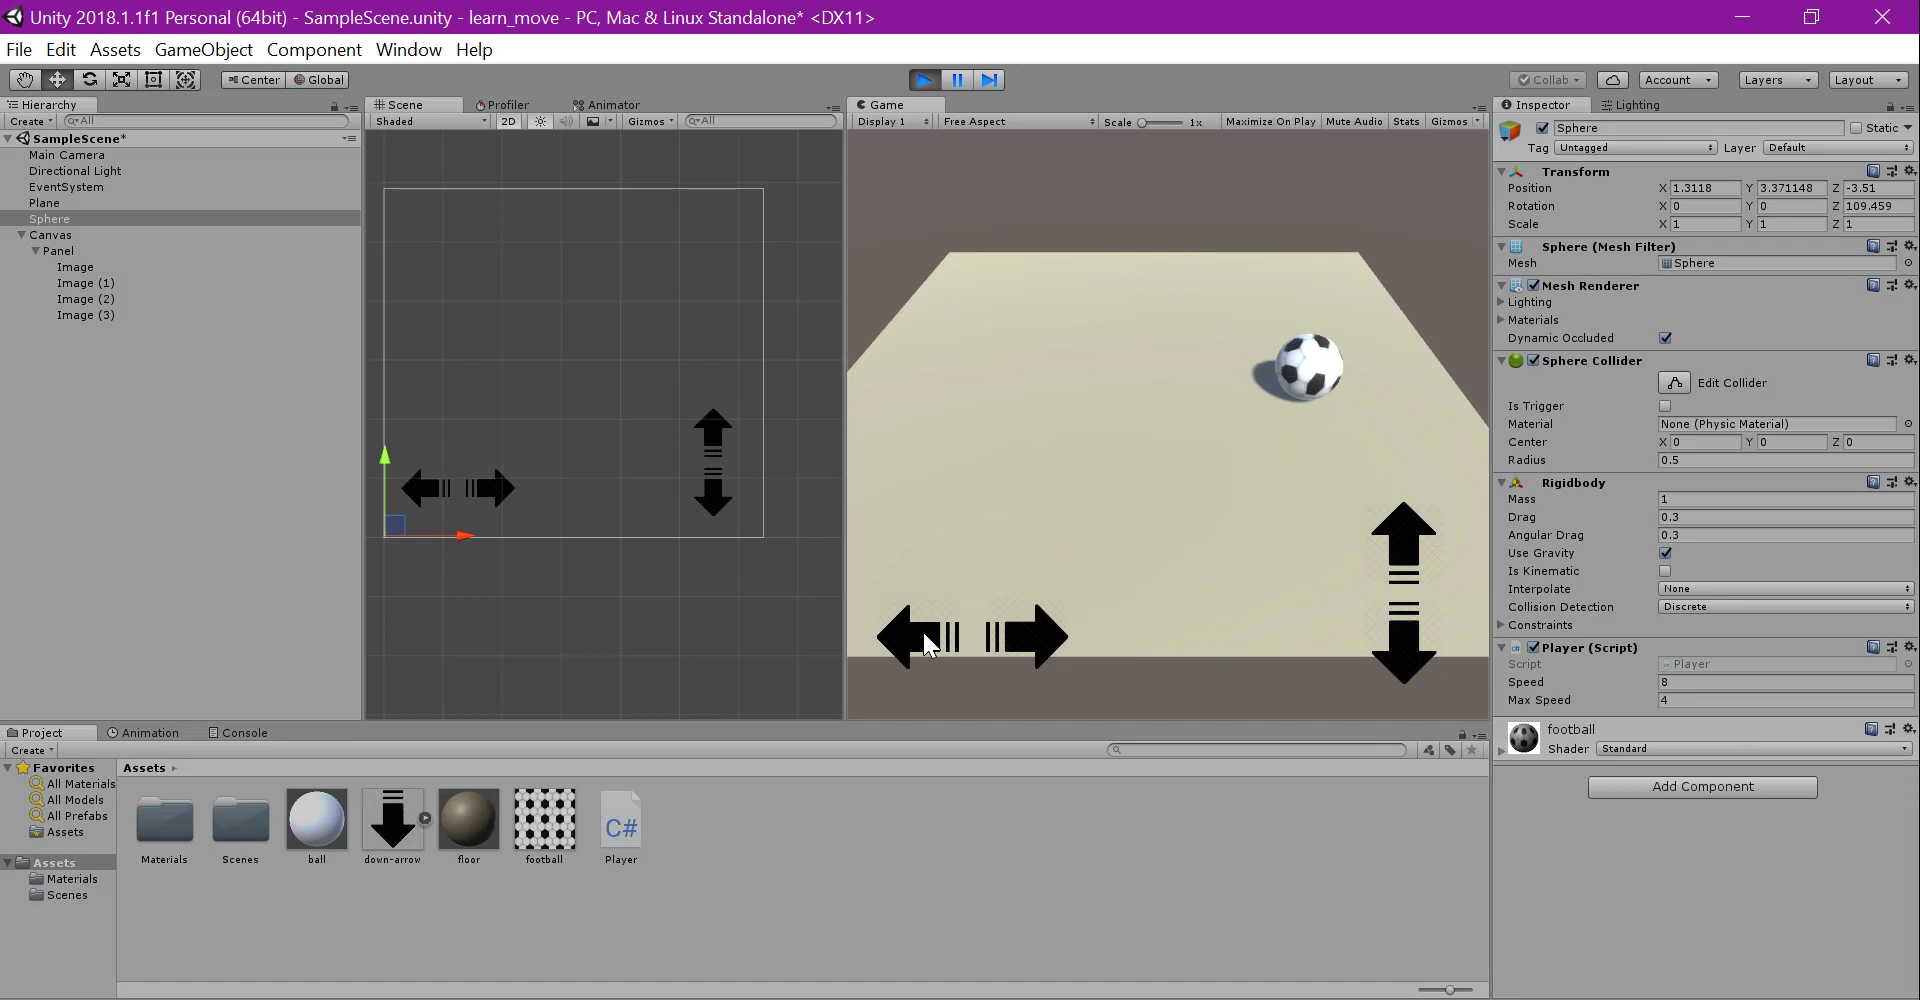 Unity 2018.1.1f1 Personal (64bit) - SampleScene.unity - learn_move - PC, Mac & Linux Standalone* <DX11>
File Edit Assets GameObject Component Window Help
Center Global Collab Account Layers Layout
Hierarchy
Create All
SampleScene*
Main Camera
Directional Light
EventSystem
Plane
Sphere
Canvas
Panel
Image
Image (1)
Image (2)
Image (3)
Scene Profiler Animator
Shaded 2D Gizmos All
Game
Display 1 Free Aspect Scale 1x Maximize On Play Mute Audio Stats Gizmos
Inspector Lighting
Sphere Static
Tag Untagged Layer Default
Transform
Position X 1.3118 Y 3.371148 Z -3.51
Rotation X 0 Y 0 Z 109.459
Scale X 1 Y 1 Z 1
Sphere (Mesh Filter)
Mesh Sphere
Mesh Renderer
Lighting
Materials
Dynamic Occluded
Sphere Collider
Edit Collider
Is Trigger
Material None (Physic Material)
Center X 0 Y 0 Z 0
Radius 0.5
Rigidbody
Mass 1
Drag 0.3
Angular Drag 0.3
Use Gravity
Is Kinematic
Interpolate None
Collision Detection Discrete
Constraints
Player (Script)
Script Player
Speed 8
Max Speed 4
football
Shader Standard
Add Component
Project Animation Console
Create
Favorites
All Materials
All Models
All Prefabs
Assets
Assets
Materials
Scenes
Assets
C#
Materials Scenes ball down-arrow floor football Player